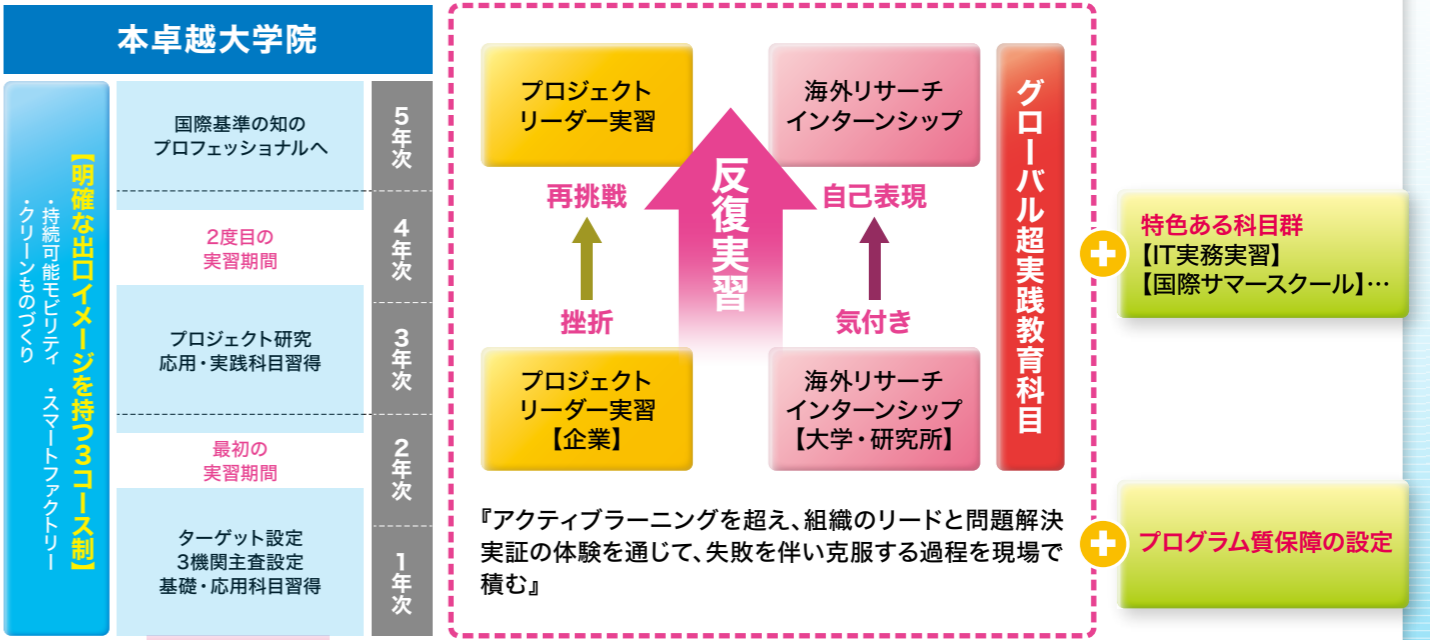 本卓越大学院
【明確な出口イメージを持つ3コース制】
・持続可能モビリティ ・スマートファクトリー
・クリーンものづくり
国際基準の知の
プロフェッショナルへ
5年次
2度目の
実習期間
4年次
プロジェクト研究
応用・実践科目習得
3年次
最初の
実習期間
2年次
ターゲット設定
3機関主査設定
基礎・応用科目習得
1年次
プロジェクト
リーダー実習
海外リサーチ
インターンシップ
再挑戦
反復実習
自己表現
挫折
気付き
プロジェクト
リーダー実習
【企業】
海外リサーチ
インターンシップ
【大学・研究所】
グローバル超実践教育科目
『アクティブラーニングを超え、組織のリードと問題解決
実証の体験を通じて、失敗を伴い克服する過程を現場で
積む』
特色ある科目群
【IT実務実習】
【国際サマースクール】…
プログラム質保障の設定